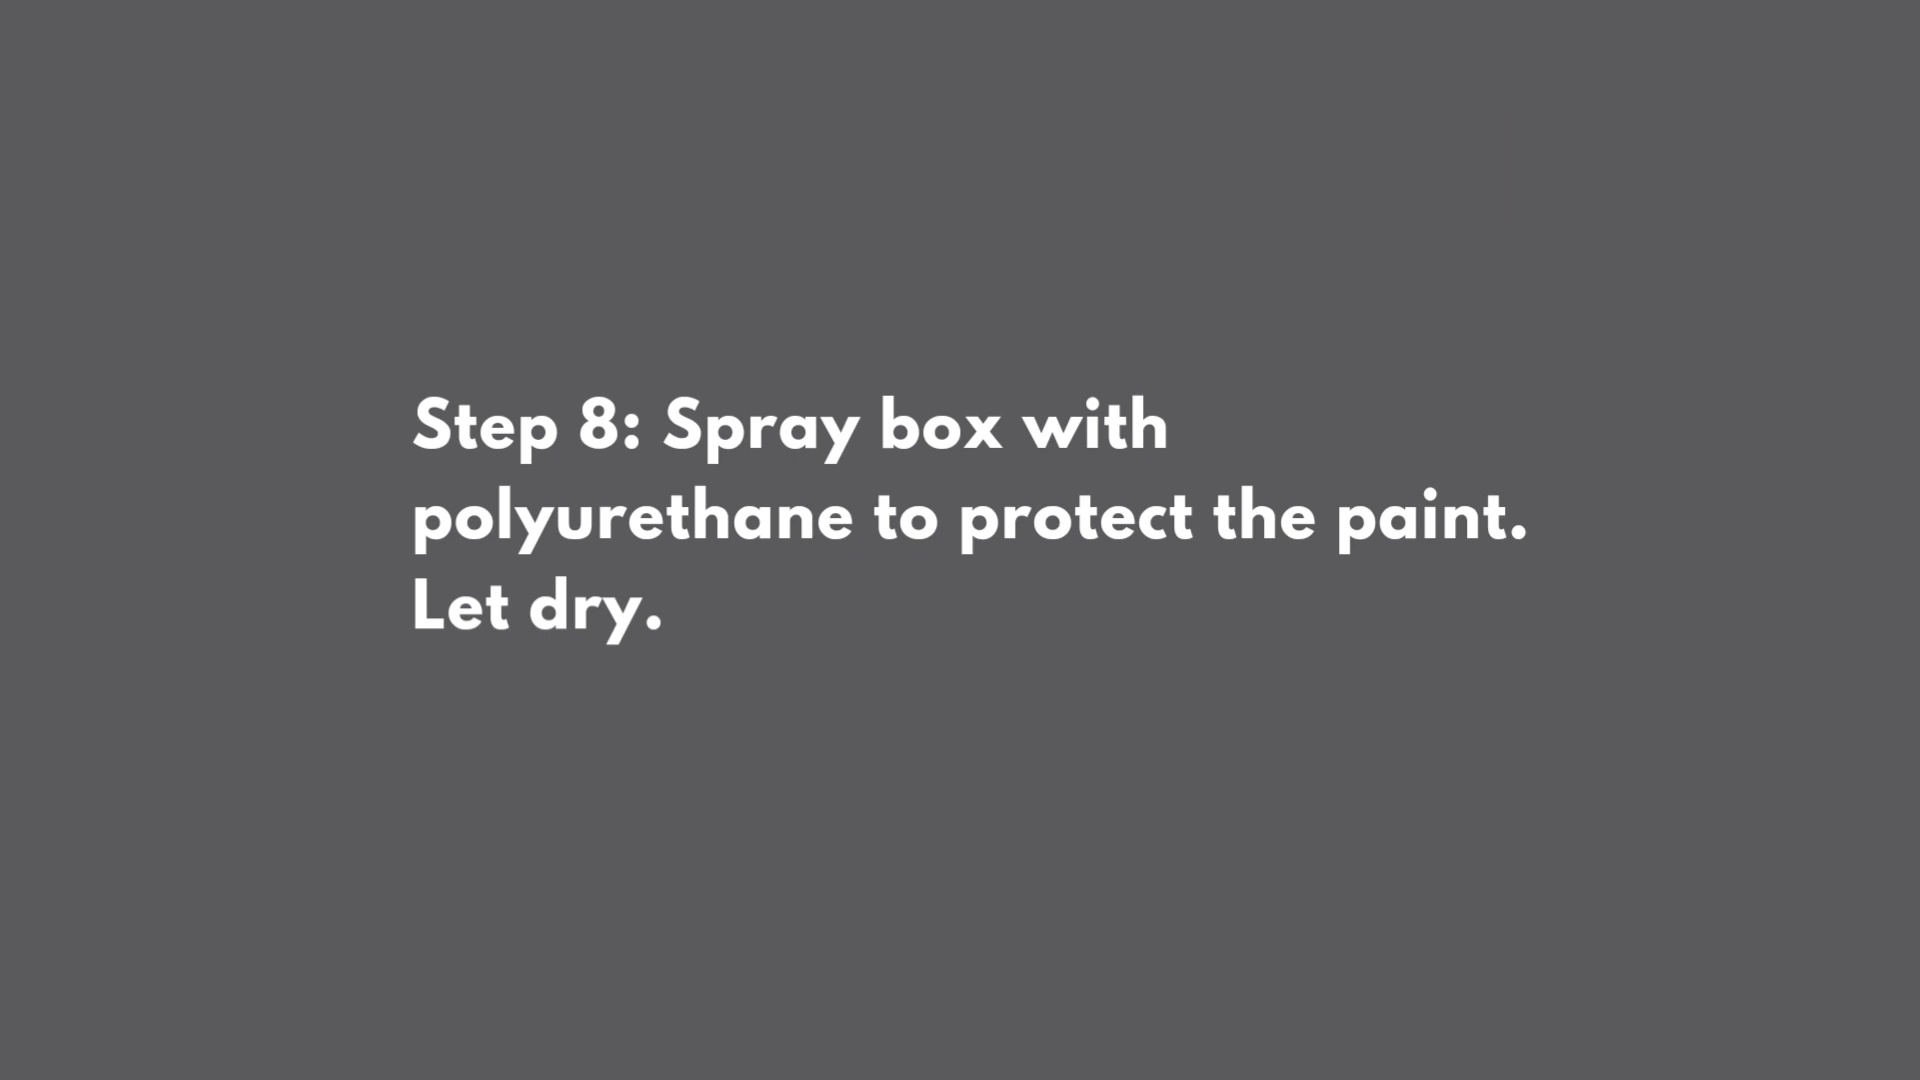 Step 8: Spray box with
polyurethane to protect the paint.
Let dry.